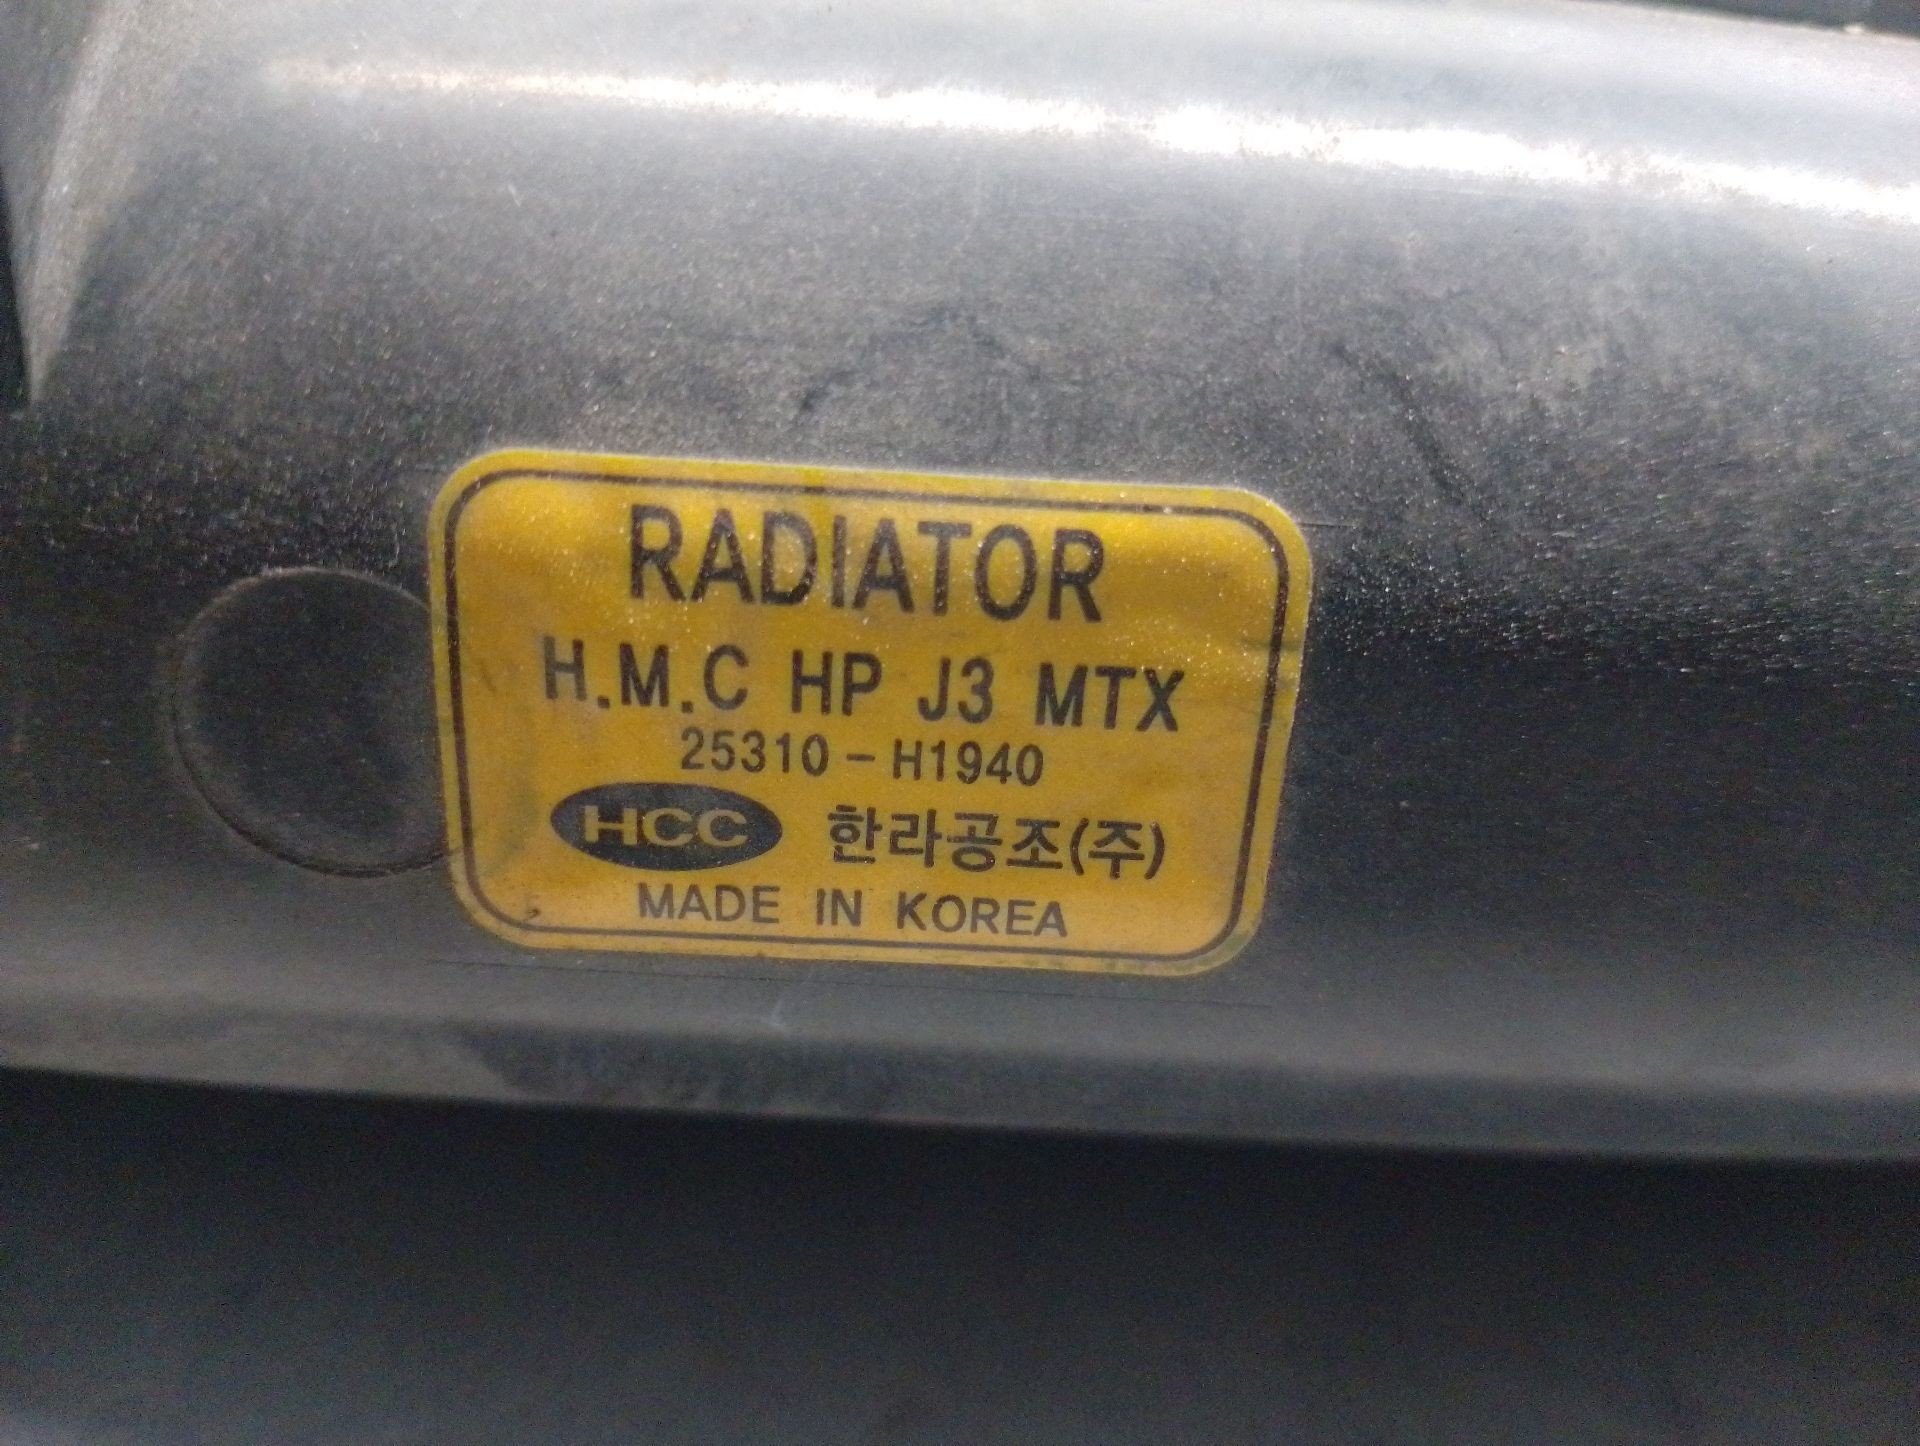 RADIATOR
H.M.C HP J3 MTX
25310-H1940
HCC 한라공조(주)
MADE IN KOREA